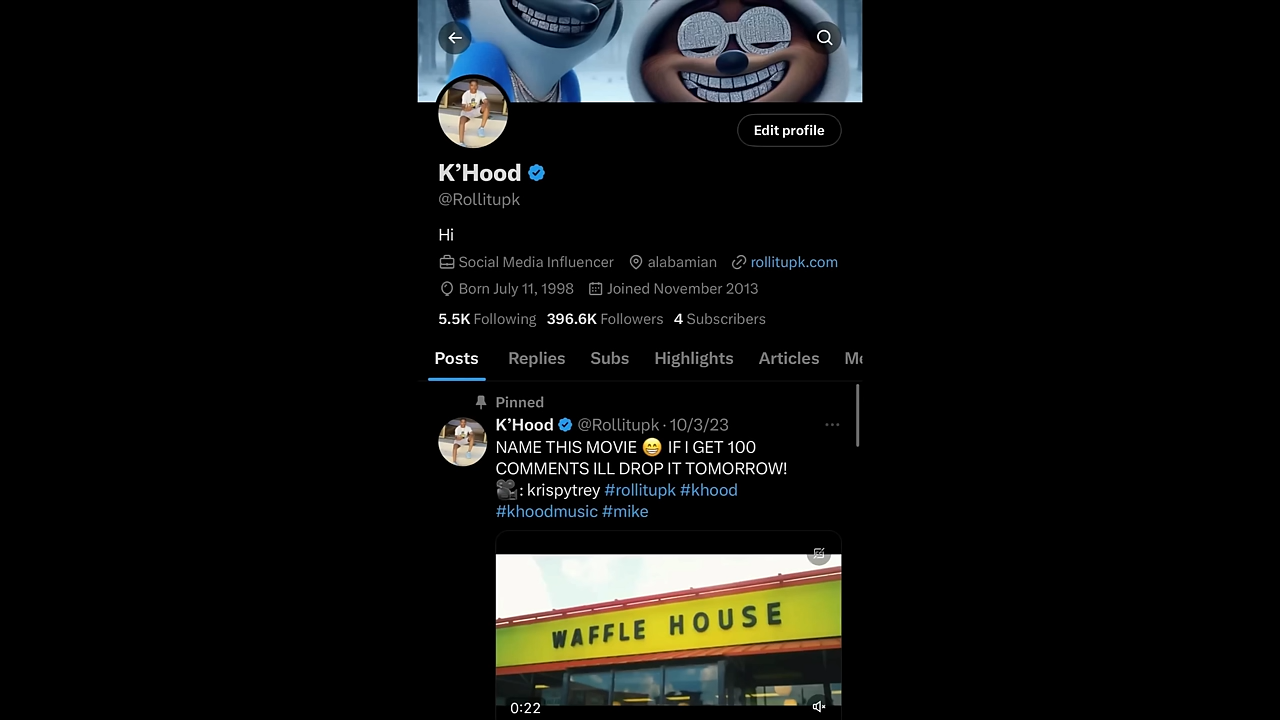 Edit profile
K’Hood
@Rollitupk
Hi
Social Media Influencer alabamian rollitupk.com
Born July 11, 1998 Joined November 2013
5.5K Following 396.6K Followers 4 Subscribers
Posts Replies Subs Highlights Articles Me
Pinned
K’Hood @Rollitupk · 10/3/23
NAME THIS MOVIE 😁 IF I GET 100
COMMENTS ILL DROP IT TOMORROW!
🎥: krispytrey #rollitupk #khood
#khoodmusic #mike
WAFFLE HOUSE
0:22